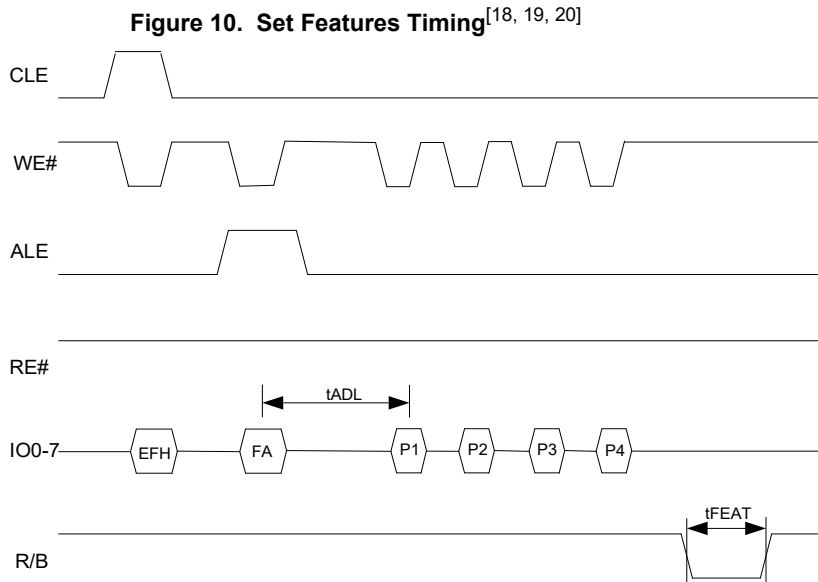 Figure 10. Set Features Timing[18, 19, 20]
CLE
WE#
ALE
RE#
tADL
IO0-7
EFH FA P1 P2 P3 P4
tFEAT
R/B